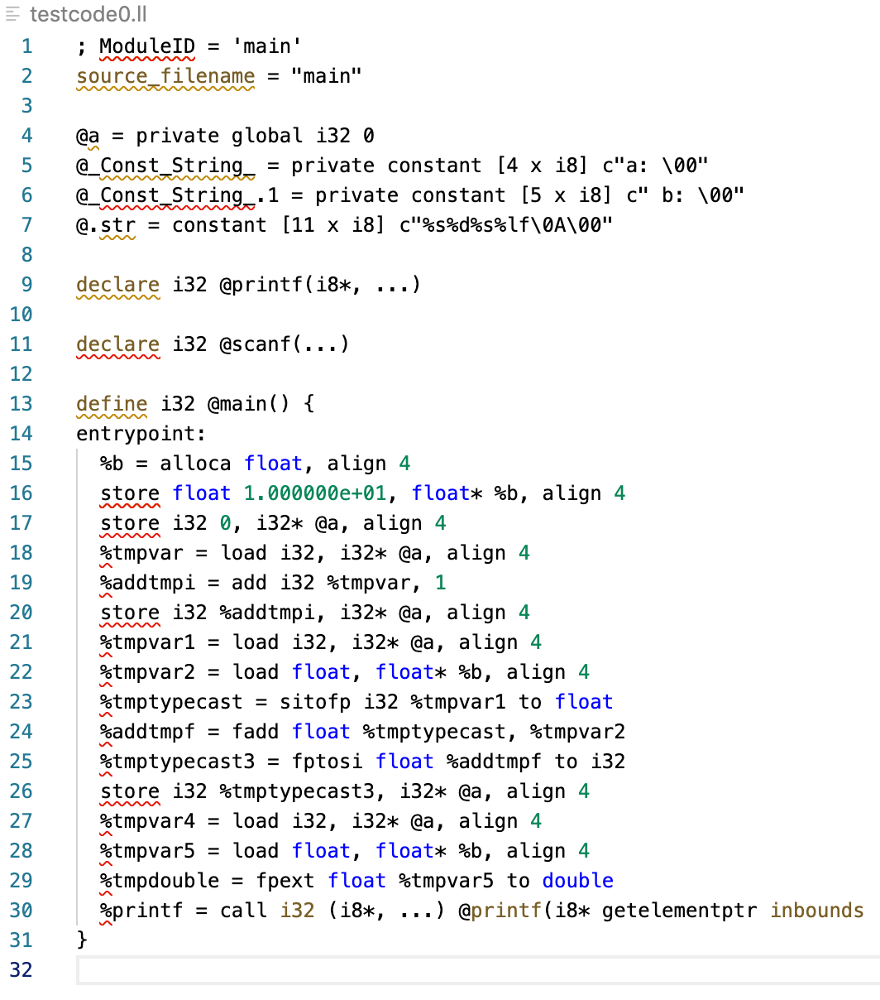 testcode0.ll
1 ; ModuleID = 'main'
2 source_filename = "main"
3
4 @a = private global i32 0
5 @_Const_String_ = private constant [4 x i8] c"a: \00"
6 @_Const_String_.1 = private constant [5 x i8] c" b: \00"
7 @.str = constant [11 x i8] c"%s%d%s%lf\0A\00"
8
9 declare i32 @printf(i8*, ...)
10
11 declare i32 @scanf(...)
12
13 define i32 @main() {
14 entrypoint:
15 %b = alloca float, align 4
16 store float 1.000000e+01, float* %b, align 4
17 store i32 0, i32* @a, align 4
18 %tmpvar = load i32, i32* @a, align 4
19 %addtmpi = add i32 %tmpvar, 1
20 store i32 %addtmpi, i32* @a, align 4
21 %tmpvar1 = load i32, i32* @a, align 4
22 %tmpvar2 = load float, float* %b, align 4
23 %tmptypecast = sitofp i32 %tmpvar1 to float
24 %addtmpf = fadd float %tmptypecast, %tmpvar2
25 %tmptypecast3 = fptosi float %addtmpf to i32
26 store i32 %tmptypecast3, i32* @a, align 4
27 %tmpvar4 = load i32, i32* @a, align 4
28 %tmpvar5 = load float, float* %b, align 4
29 %tmpdouble = fpext float %tmpvar5 to double
30 %printf = call i32 (i8*, ...) @printf(i8* getelementptr inbounds
31 }
32